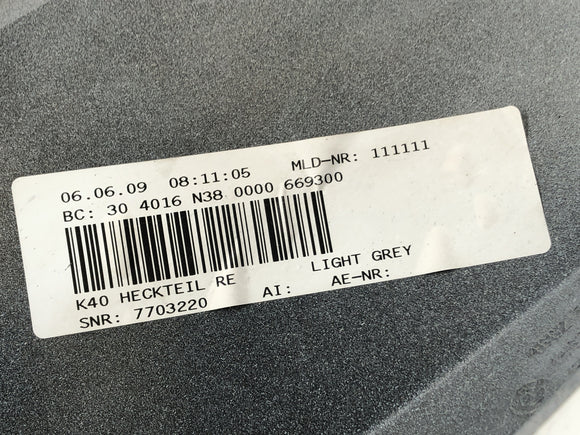 06.06.09 08:11:05 MLD-NR: 111111
BC: 30 4016 N38 0000 669300
K40 HECKTEIL RE LIGHT GREY
SNR: 7703220 AI: AE-NR: